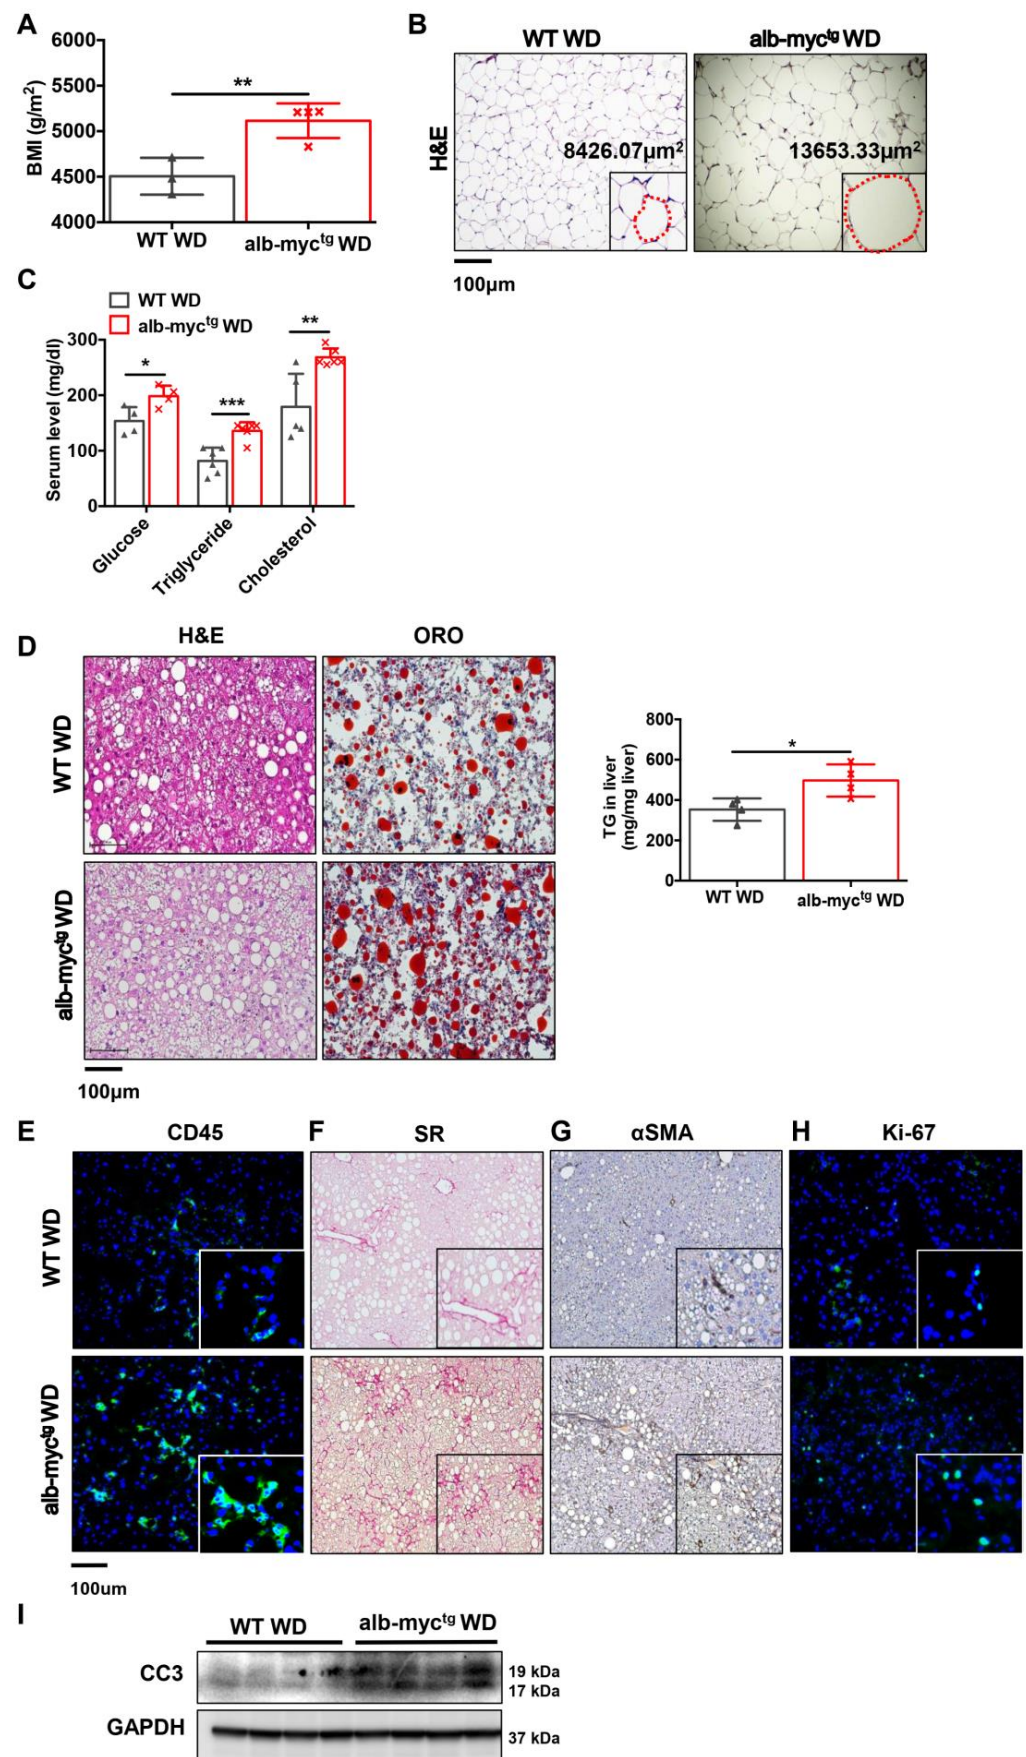 A
6000
5500
5000
4500
4000
BMI (g/m²)
**
WT WD
alb-mycᵗᵍ WD
B
WT WD
alb-mycᵗᵍ WD
H&E
8426.07µm²
13653.33µm²
100µm
C
WT WD
alb-mycᵗᵍ WD
Serum level (mg/dl)
300
200
100
0
*
***
**
Glucose
Triglyceride
Cholesterol
D
H&E
ORO
WT WD
alb-mycᵗᵍ WD
100µm
TG in liver
(mg/mg liver)
800
600
400
200
0
*
WT WD
alb-mycᵗᵍ WD
E
CD45
F
SR
G
αSMA
H
Ki-67
WT WD
alb-mycᵗᵍ WD
100um
I
WT WD
alb-mycᵗᵍ WD
CC3
19 kDa
17 kDa
GAPDH
37 kDa